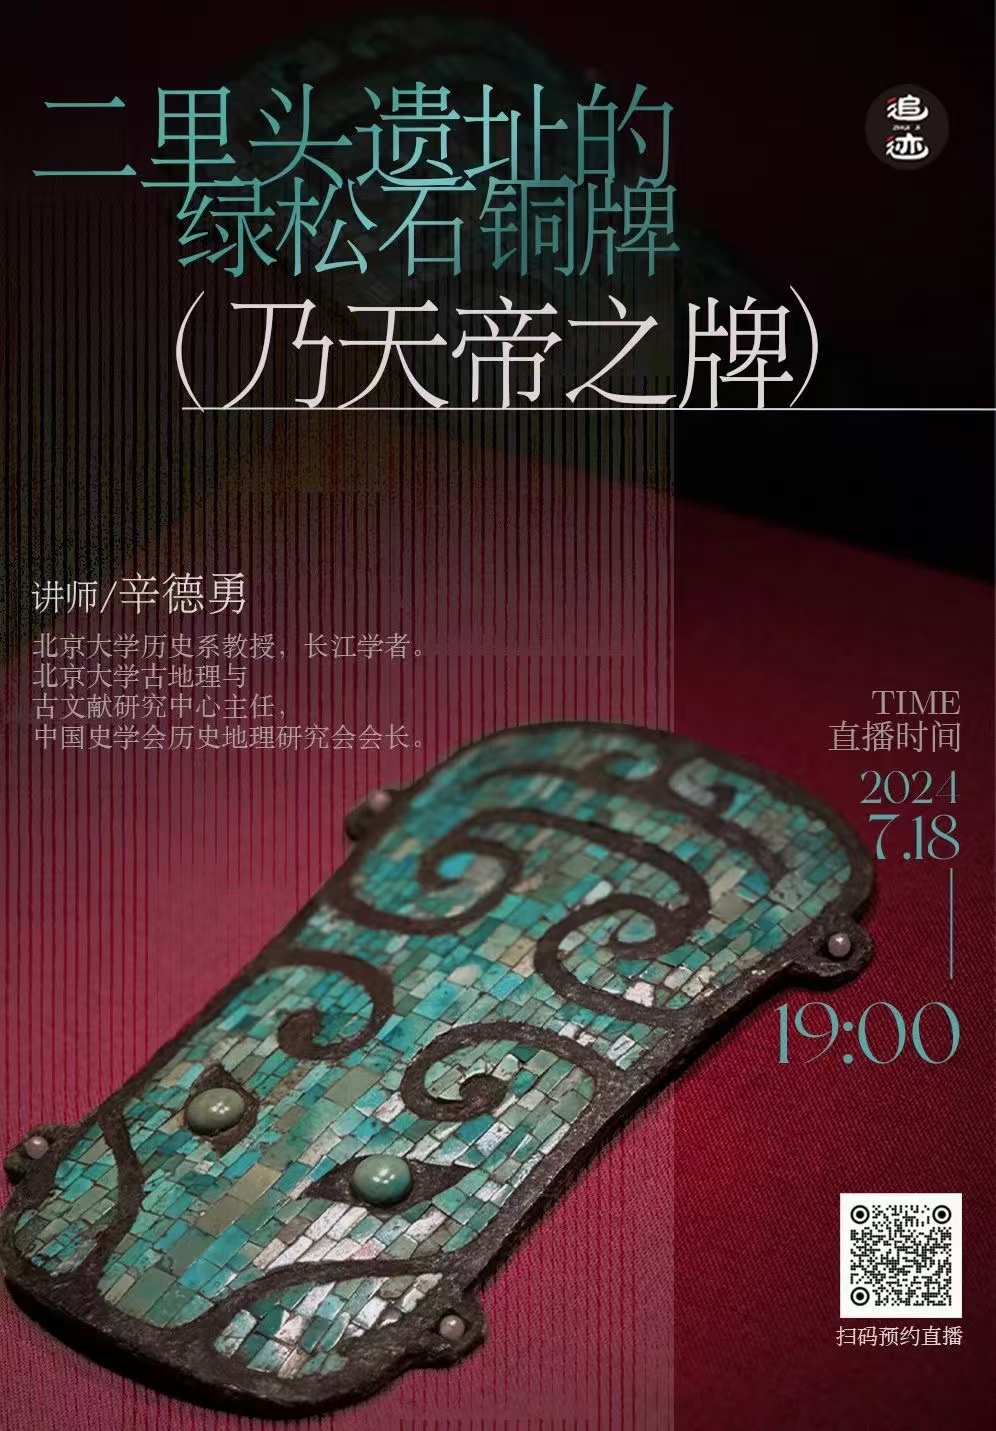 二里头遗址的
绿松石铜牌
（乃天帝之牌）
追
ZHUI JI
迹
讲师/辛德勇
北京大学历史系教授，长江学者。
北京大学古地理与
古文献研究中心主任，
中国史学会历史地理研究会会长。
TIME
直播时间
2024
7.18
19:00
扫码预约直播